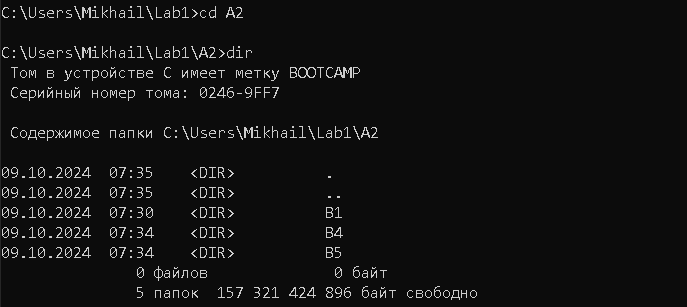 C:\Users\Mikhail\Lab1>cd A2
C:\Users\Mikhail\Lab1\A2>dir
Том в устройстве C имеет метку BOOTCAMP
Серийный номер тома: 0246-9FF7
Содержимое папки C:\Users\Mikhail\Lab1\A2
09.10.2024  07:35    <DIR>          .
09.10.2024  07:35    <DIR>          ..
09.10.2024  07:30    <DIR>          B1
09.10.2024  07:34    <DIR>          B4
09.10.2024  07:34    <DIR>          B5
0 файлов              0 байт
5 папок  157 321 424 896 байт свободно